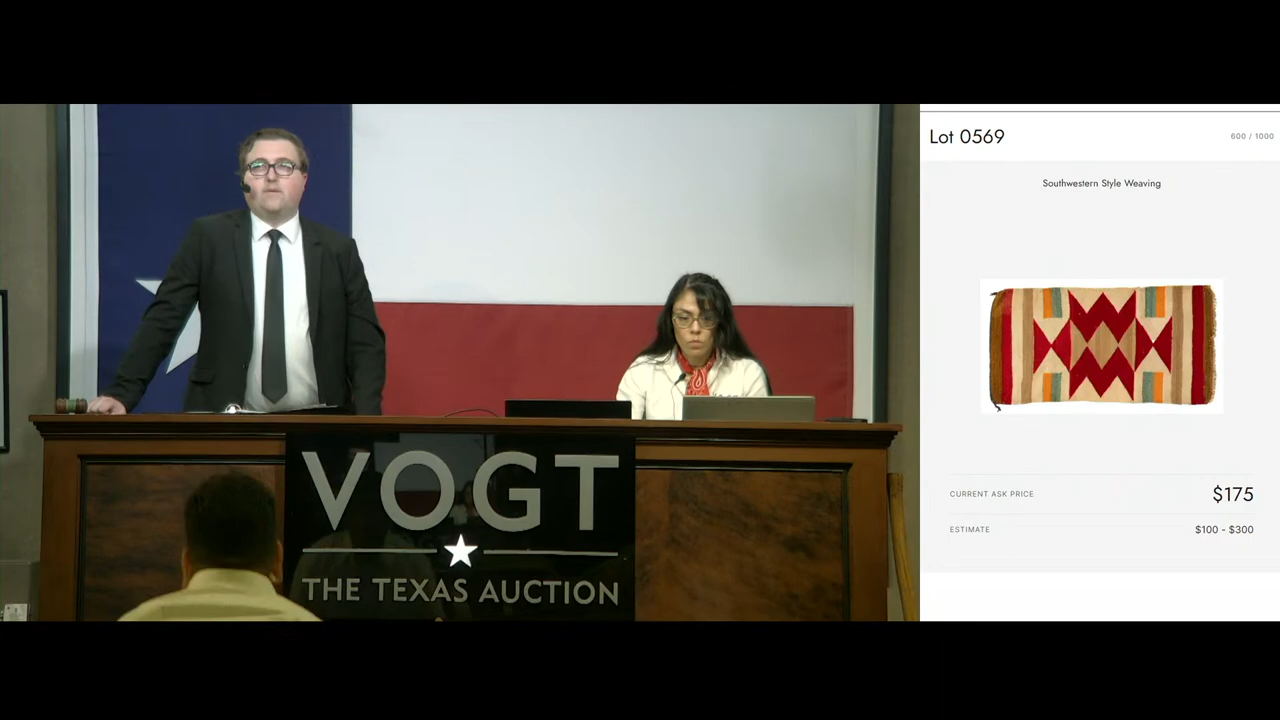 VOGT
THE TEXAS AUCTION
Lot 0569
600 / 1000
Southwestern Style Weaving
CURRENT ASK PRICE
$175
ESTIMATE
$100 - $300